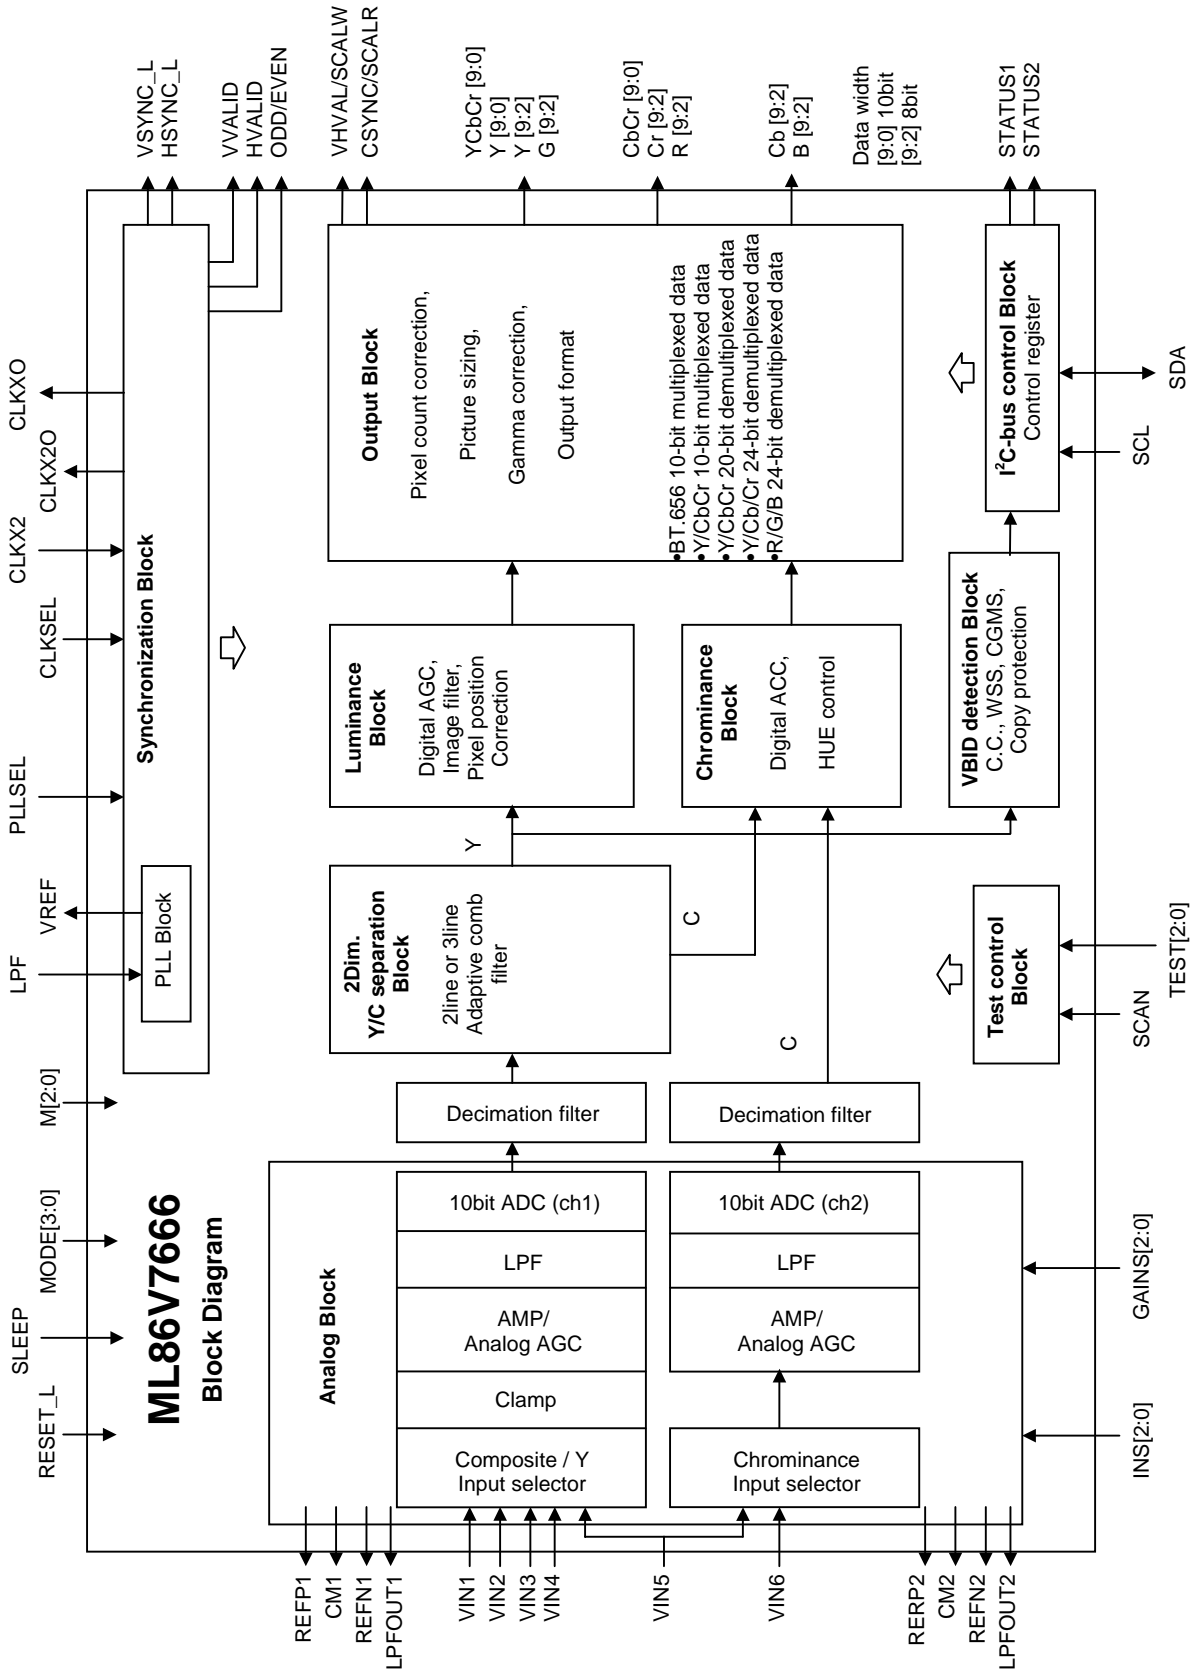 ML86V7666
Block Diagram
RESET_L
SLEEP
MODE[3:0]
M[2:0]
LPF
VREF
PLLSEL
CLKSEL
CLKX2
CLKX2O
CLKXO
Synchronization Block
PLL Block
VSYNC_L
HSYNC_L
VVALID
HVALID
ODD/EVEN
VHVAL/SCALW
CSYNC/SCALR
YCbCr [9:0]
Y [9:0]
Y [9:2]
G [9:2]
CbCr [9:0]
Cr [9:2]
R [9:2]
Cb [9:2]
B [9:2]
Data width
[9:0] 10bit
[9:2] 8bit
STATUS1
STATUS2
Analog Block
Composite / Y
Input selector
Clamp
AMP/
Analog AGC
LPF
10bit ADC (ch1)
Decimation filter
2Dim.
Y/C separation
Block
2line or 3line
Adaptive comb
filter
Y
C
Luminance
Block
Digital AGC,
Image filter,
Pixel position
Correction
Output Block
Pixel count correction,
Picture sizing,
Gamma correction,
Output format
•BT.656 10-bit multiplexed data
•Y/CbCr 10-bit multiplexed data
•Y/CbCr 20-bit demultiplexed data
•Y/Cb/Cr 24-bit demultiplexed data
•R/G/B 24-bit demultiplexed data
Chrominance
Input selector
AMP/
Analog AGC
LPF
10bit ADC (ch2)
Decimation filter
C
Chrominance
Block
Digital ACC,
HUE control
Test control
Block
VBID detection Block
C.C., WSS, CGMS,
Copy protection
I²C-bus control Block
Control register
REFP1
CM1
REFN1
LPFOUT1
VIN1
VIN2
VIN3
VIN4
VIN5
VIN6
RERP2
CM2
REFN2
LPFOUT2
INS[2:0]
GAINS[2:0]
SCAN
TEST[2:0]
SCL
SDA